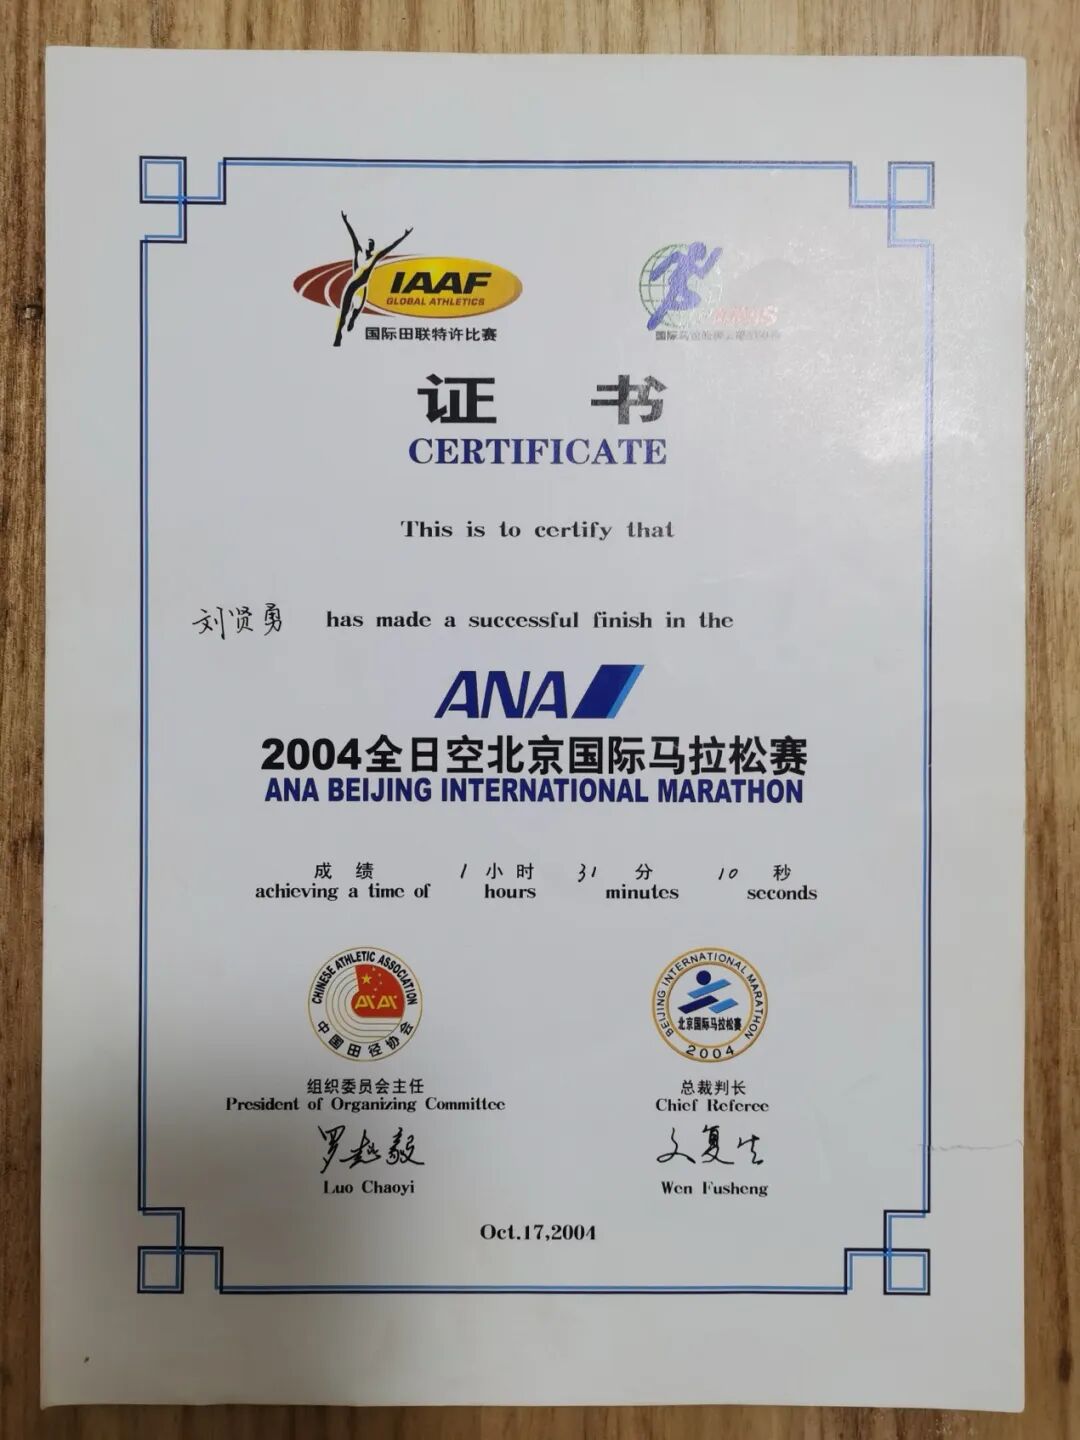 IAAF
GLOBAL ATHLETICS
国际田联特许比赛
证 书
CERTIFICATE
This is to certify that
刘贤勇 has made a successful finish in the
ANA
2004全日空北京国际马拉松赛
ANA BEIJING INTERNATIONAL MARATHON
成 绩 1 小 时 31 分 10 秒
achieving a time of hours minutes seconds
CHINESE ATHLETIC ASSOCIATION
中国田径协会
BEIJING INTERNATIONAL MARATHON
北京国际马拉松赛
2004
组织委员会主任 总裁判长
President of Organizing Committee Chief Referee
罗超毅 文复生
Luo Chaoyi Wen Fusheng
Oct.17,2004